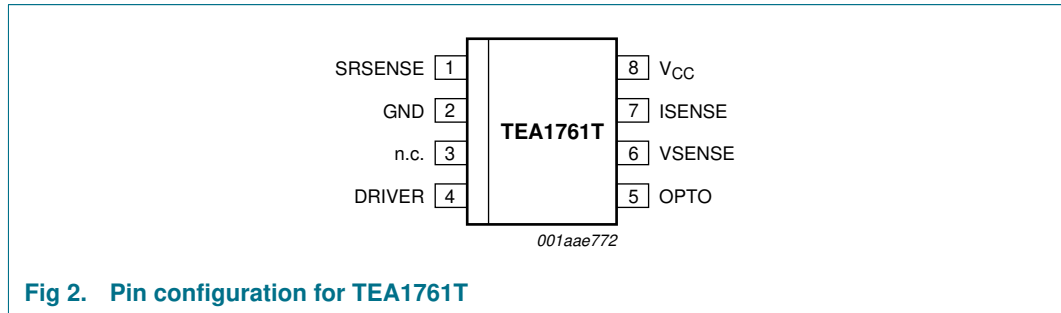 SRSENSE 1
GND 2
n.c. 3
DRIVER 4
TEA1761T
8 VCC
7 ISENSE
6 VSENSE
5 OPTO
001aae772
Fig 2. Pin configuration for TEA1761T